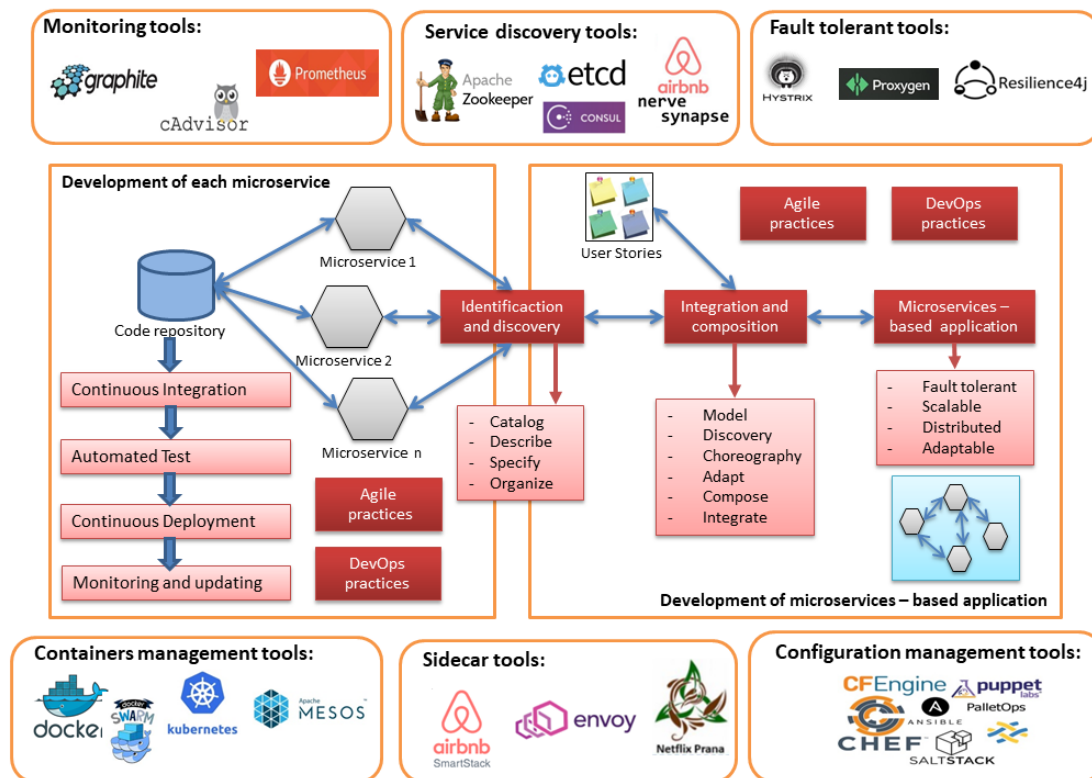 Monitoring tools:
graphite
cAdvisor
Prometheus
Service discovery tools:
Apache
Zookeeper
etcd
CONSUL
airbnb
nerve
synapse
Fault tolerant tools:
HYSTRIX
Proxygen
Resilience4j
Development of each microservice
Code repository
Continuous Integration
Automated Test
Continuous Deployment
Monitoring and updating
Microservice 1
Microservice 2
Microservice n
Agile
practices
DevOps
practices
Identificaction
and discovery
- Catalog
- Describe
- Specify
- Organize
User Stories
Agile
practices
DevOps
practices
Integration and
composition
- Model
- Discovery
- Choreography
- Adapt
- Compose
- Integrate
Microservices –
based application
- Fault tolerant
- Scalable
- Distributed
- Adaptable
Development of microservices – based application
Containers management tools:
docker
docker
SWARM
kubernetes
Apache
MESOS™
Sidecar tools:
airbnb
SmartStack
envoy
Netflix Prana
Configuration management tools:
CFEngine
puppet
labs
PalletOps
ANSIBLE
CHEF™
SALTSTACK